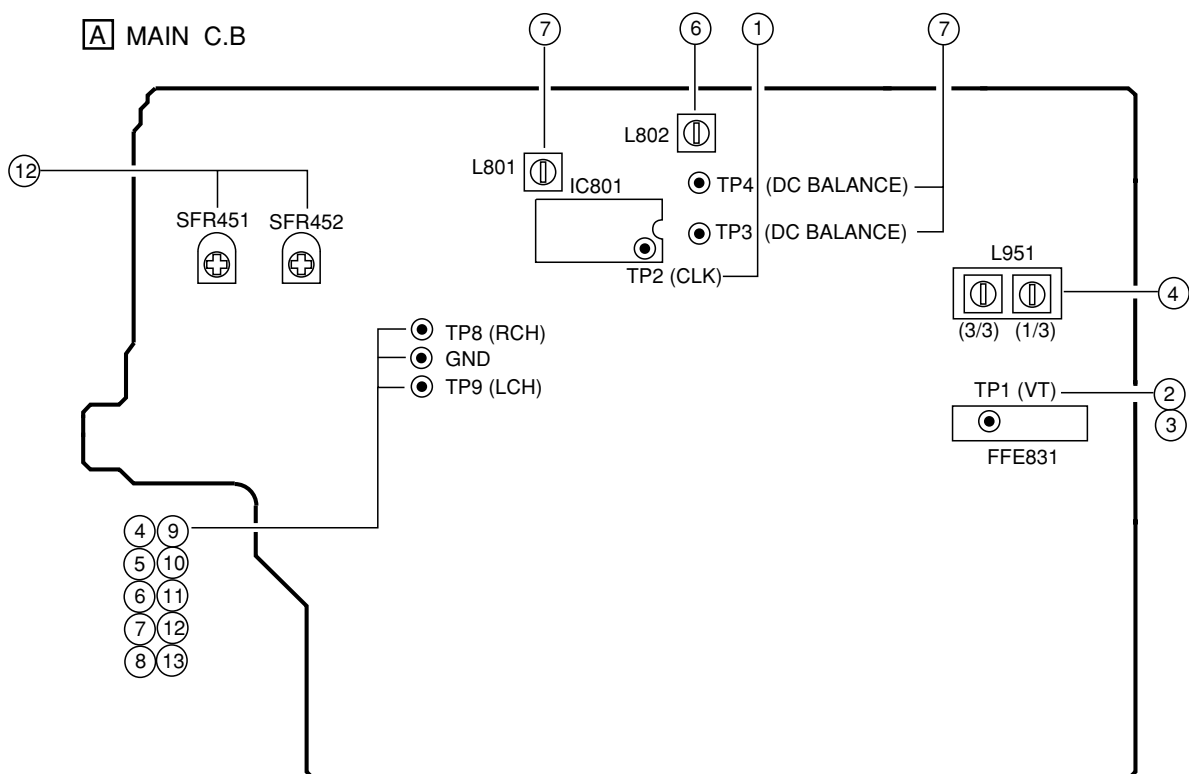 A MAIN C.B
7 6 1 7
L802
L801
IC801
12
TP4 (DC BALANCE)
SFR451 SFR452
TP3 (DC BALANCE)
TP2 (CLK)
L951
4
(3/3) (1/3)
TP8 (RCH)
GND
TP9 (LCH)
TP1 (VT)
2
3
FFE831
4 9
5 10
6 11
7 12
8 13